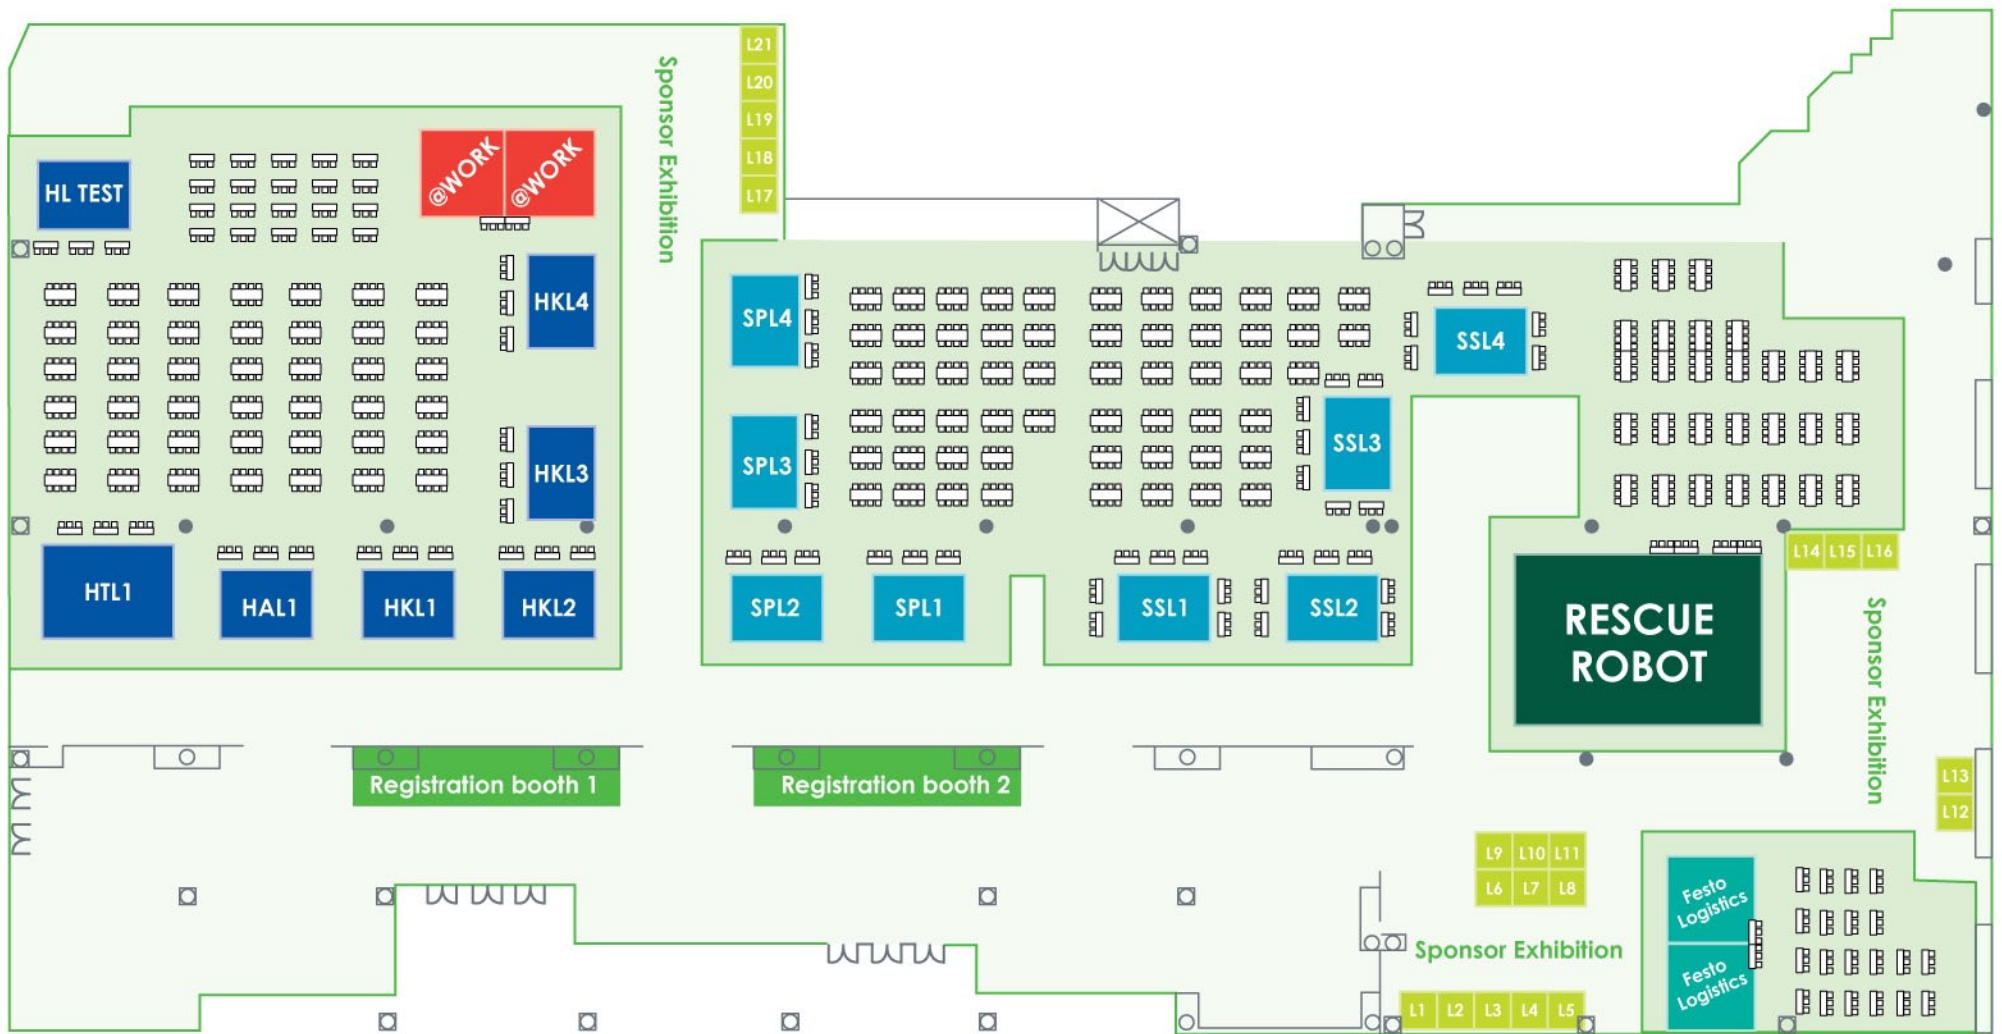 L21
L20
L19
L18
L17
Sponsor Exhibition
@WORK
@WORK
HL TEST
HKL4
HKL3
HTL1
HAL1
HKL1
HKL2
SPL4
SPL3
SPL2
SPL1
SSL4
SSL3
SSL1
SSL2
L14
L15
L16
RESCUE
ROBOT
Sponsor Exhibition
L13
L12
Registration booth 1
Registration booth 2
L9
L10
L11
L6
L7
L8
Sponsor Exhibition
Festo
Logistics
Festo
Logistics
L1
L2
L3
L4
L5